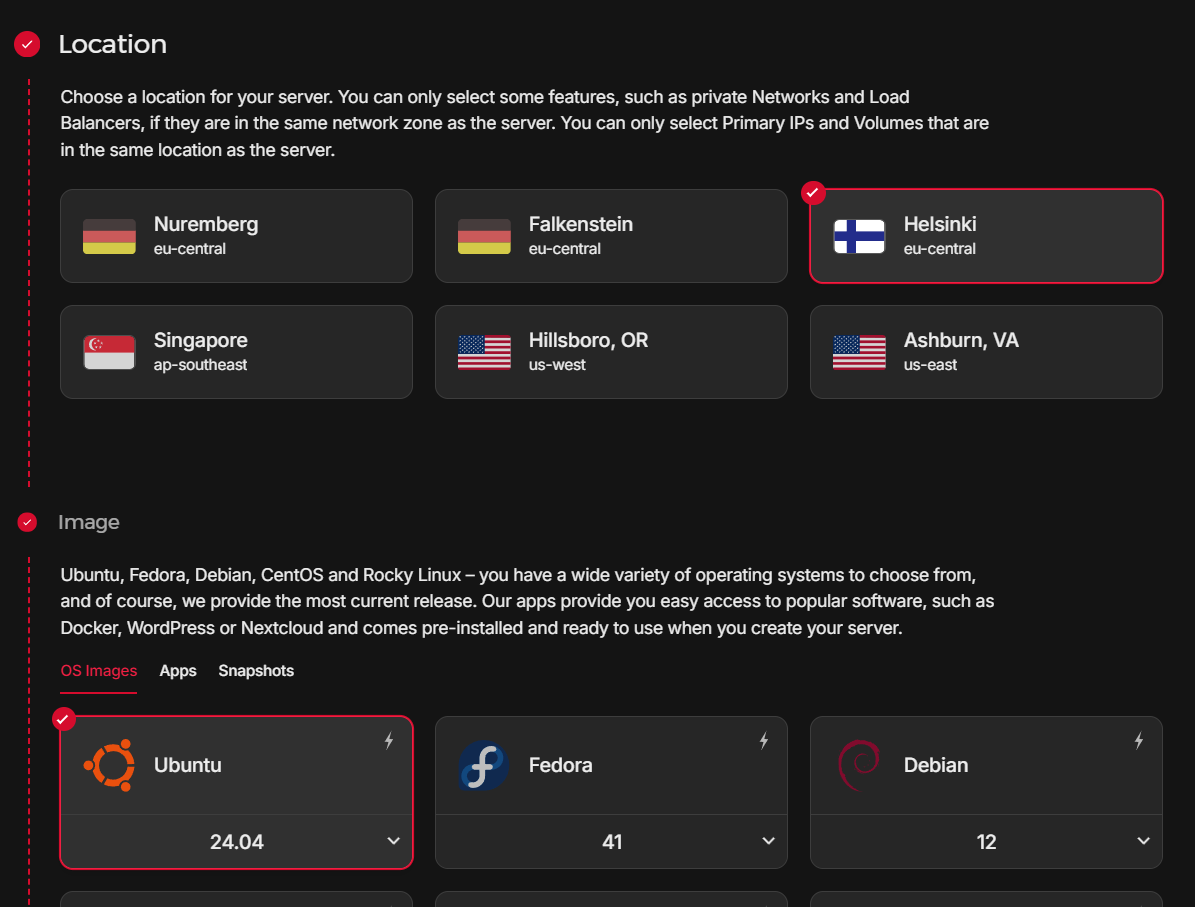 Location
Choose a location for your server. You can only select some features, such as private Networks and Load
Balancers, if they are in the same network zone as the server. You can only select Primary IPs and Volumes that are
in the same location as the server.
Nuremberg
eu-central
Falkenstein
eu-central
Helsinki
eu-central
Singapore
ap-southeast
Hillsboro, OR
us-west
Ashburn, VA
us-east
Image
Ubuntu, Fedora, Debian, CentOS and Rocky Linux – you have a wide variety of operating systems to choose from,
and of course, we provide the most current release. Our apps provide you easy access to popular software, such as
Docker, WordPress or Nextcloud and comes pre-installed and ready to use when you create your server.
OS Images Apps Snapshots
Ubuntu
24.04
Fedora
41
Debian
12